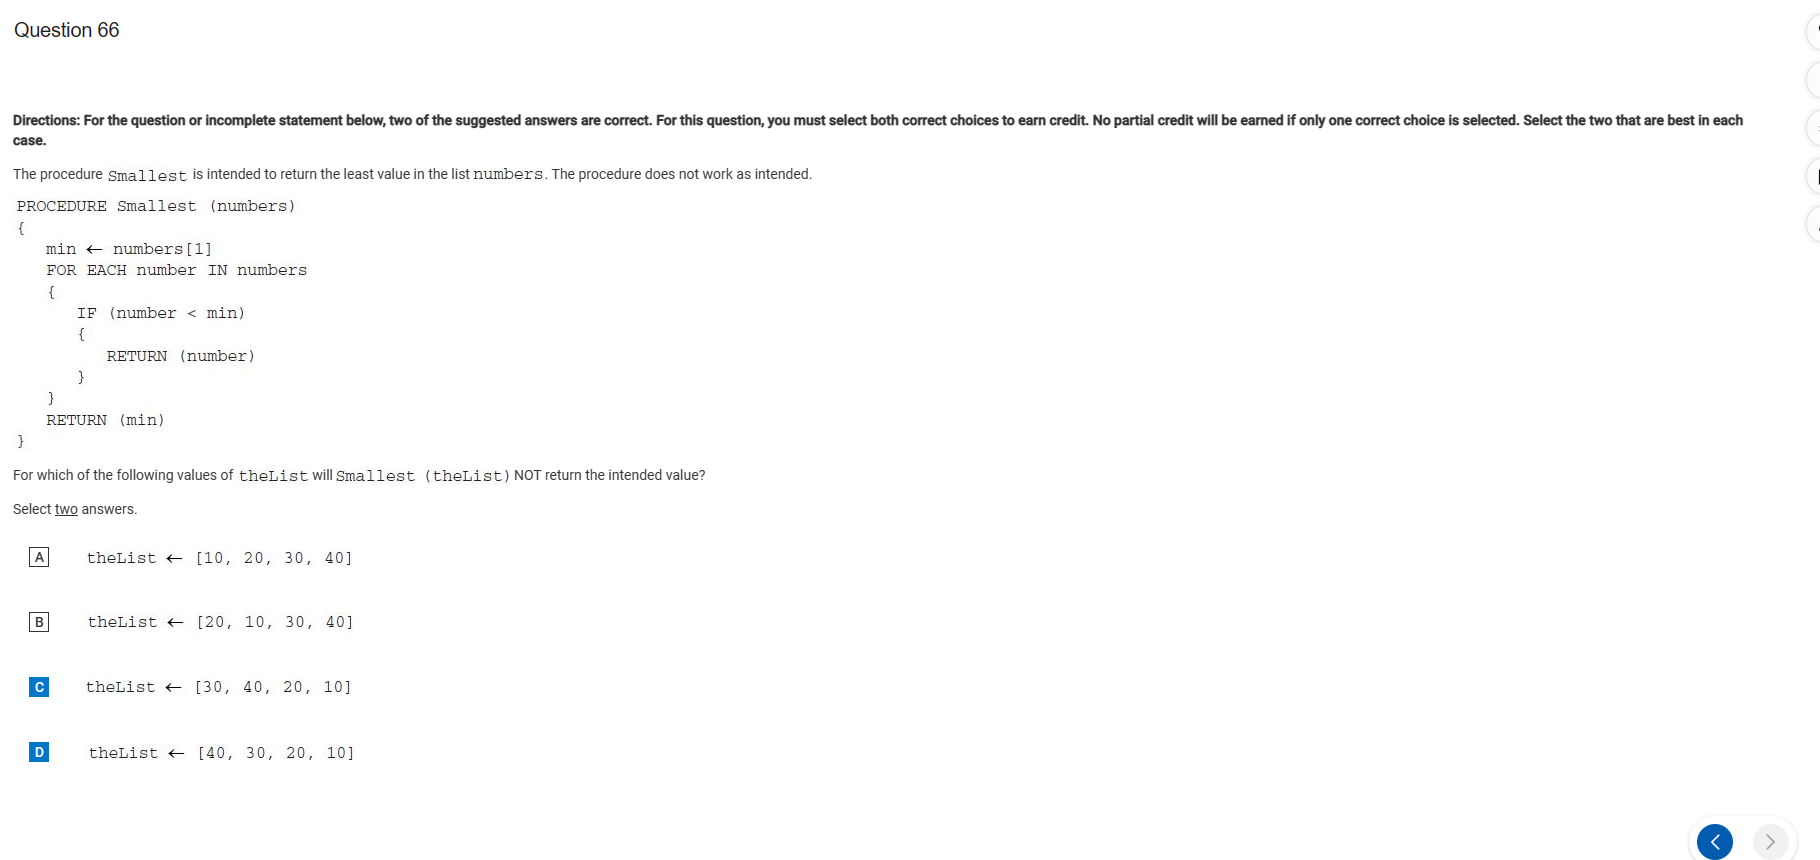 Question 66
Directions: For the question or incomplete statement below, two of the suggested answers are correct. For this question, you must select both correct choices to earn credit. No partial credit will be earned if only one correct choice is selected. Select the two that are best in each
case.
The procedure Smallest is intended to return the least value in the list numbers. The procedure does not work as intended.
PROCEDURE Smallest (numbers)
{
min ← numbers[1]
FOR EACH number IN numbers
{
IF (number < min)
{
RETURN (number)
}
}
RETURN (min)
}
For which of the following values of theList will Smallest (theList) NOT return the intended value?
Select two answers.
A theList ← [10, 20, 30, 40]
B theList ← [20, 10, 30, 40]
C theList ← [30, 40, 20, 10]
D theList ← [40, 30, 20, 10]